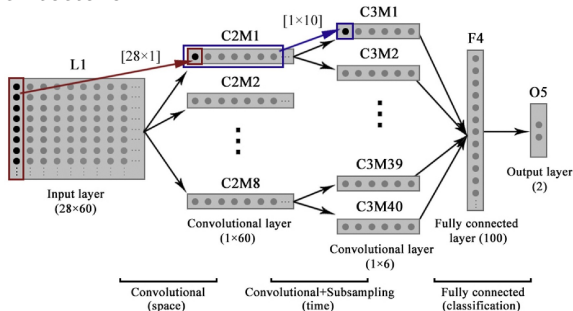 [1×10]
C3M1
[28×1]
C2M1
F4
L1
C3M2
C2M2
O5
C3M39
C2M8
Output layer
(2)
Input layer
(28×60)
C3M40
Convolutional layer
(1×60)
Fully connected
layer (100)
Convolutional layer
(1×6)
Convolutional
(space)
Convolutional+Subsampling
(time)
Fully connected
(classification)